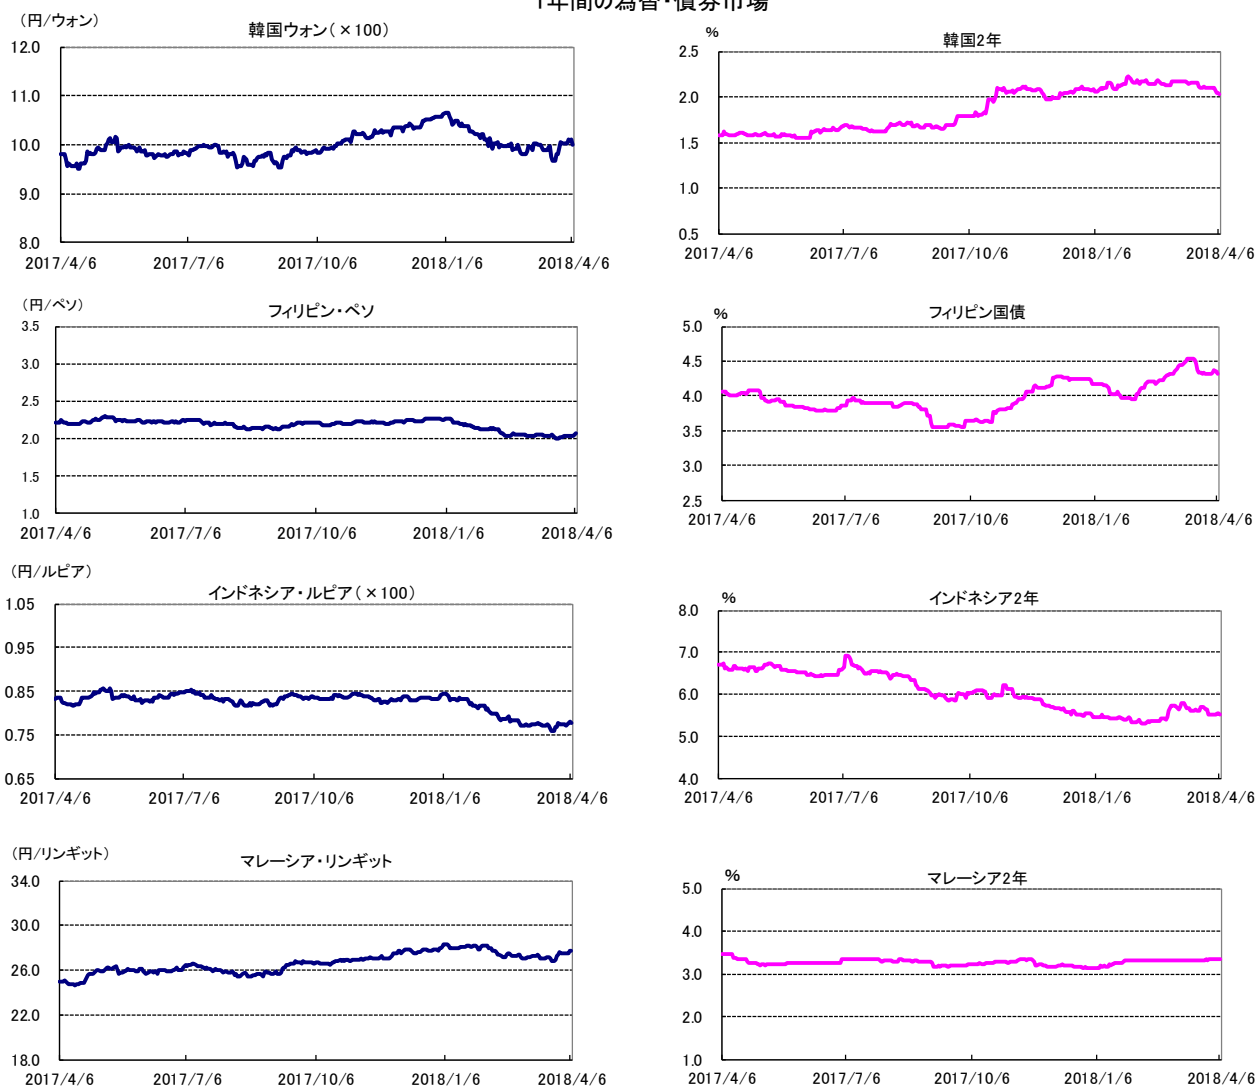 1年間の為替・債券市場
(円/ウォン)
韓国ウォン(×100)
12.0
11.0
10.0
9.0
8.0
2017/4/6 2017/7/6 2017/10/6 2018/1/6 2018/4/6
%
韓国2年
2.5
2.0
1.5
1.0
0.5
2017/4/6 2017/7/6 2017/10/6 2018/1/6 2018/4/6
(円/ペソ)
フィリピン・ペソ
3.5
3.0
2.5
2.0
1.5
1.0
2017/4/6 2017/7/6 2017/10/6 2018/1/6 2018/4/6
%
フィリピン国債
5.0
4.5
4.0
3.5
3.0
2.5
2017/4/6 2017/7/6 2017/10/6 2018/1/6 2018/4/6
(円/ルピア)
インドネシア・ルピア(×100)
1.05
0.95
0.85
0.75
0.65
2017/4/6 2017/7/6 2017/10/6 2018/1/6 2018/4/6
%
インドネシア2年
8.0
7.0
6.0
5.0
4.0
2017/4/6 2017/7/6 2017/10/6 2018/1/6 2018/4/6
(円/リンギット)
マレーシア・リンギット
34.0
30.0
26.0
22.0
18.0
2017/4/6 2017/7/6 2017/10/6 2018/1/6 2018/4/6
%
マレーシア2年
5.0
4.0
3.0
2.0
1.0
2017/4/6 2017/7/6 2017/10/6 2018/1/6 2018/4/6